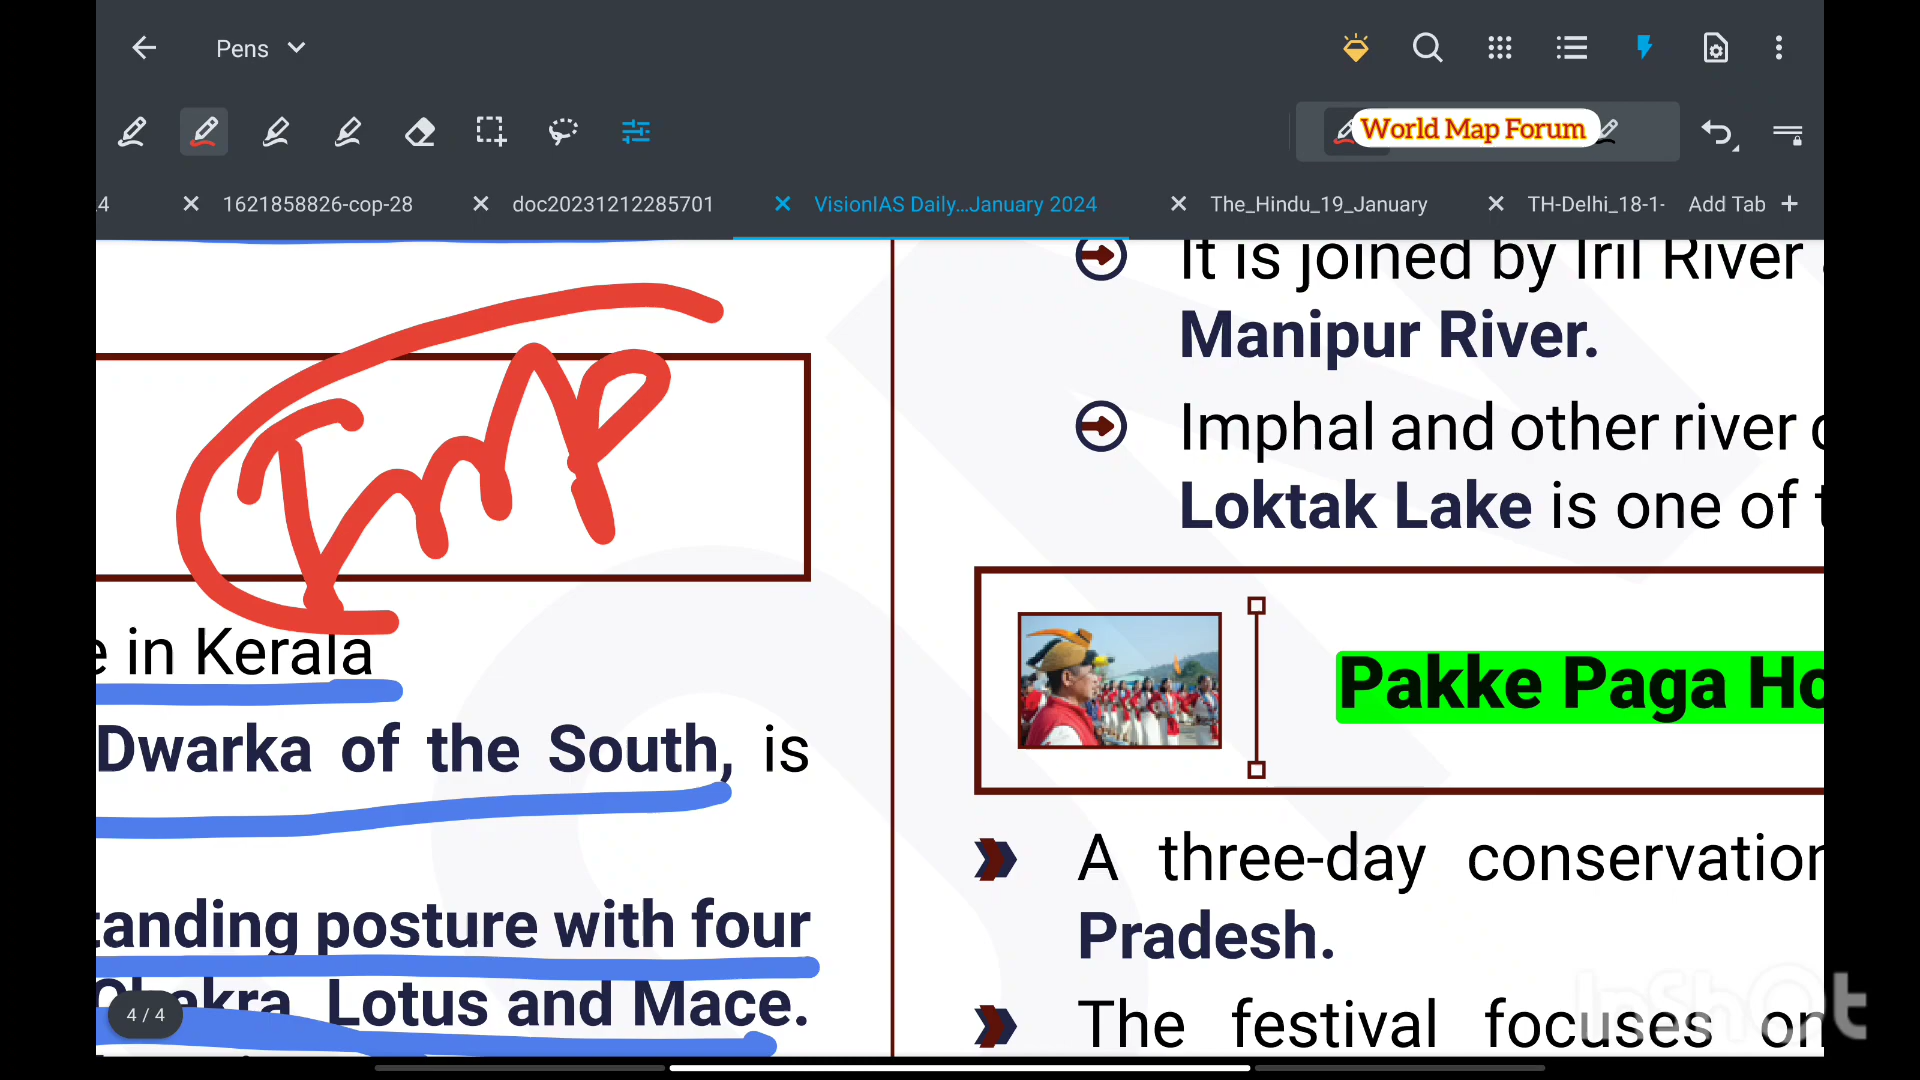 Pens
World Map Forum
.4
1621858826-cop-28
doc20231212285701
VisionIAS Daily...January 2024
The_Hindu_19_January
TH-Delhi_18-1-
Add Tab
Imp
e in Kerala
Dwarka of the South, is
tanding posture with four
Chakra, Lotus and Mace.
4 / 4
It is joined by Iril River
Manipur River.
Imphal and other river
Loktak Lake is one of
Pakke Paga Ho
A three-day conservation
Pradesh.
The festival focuses on
InShOt